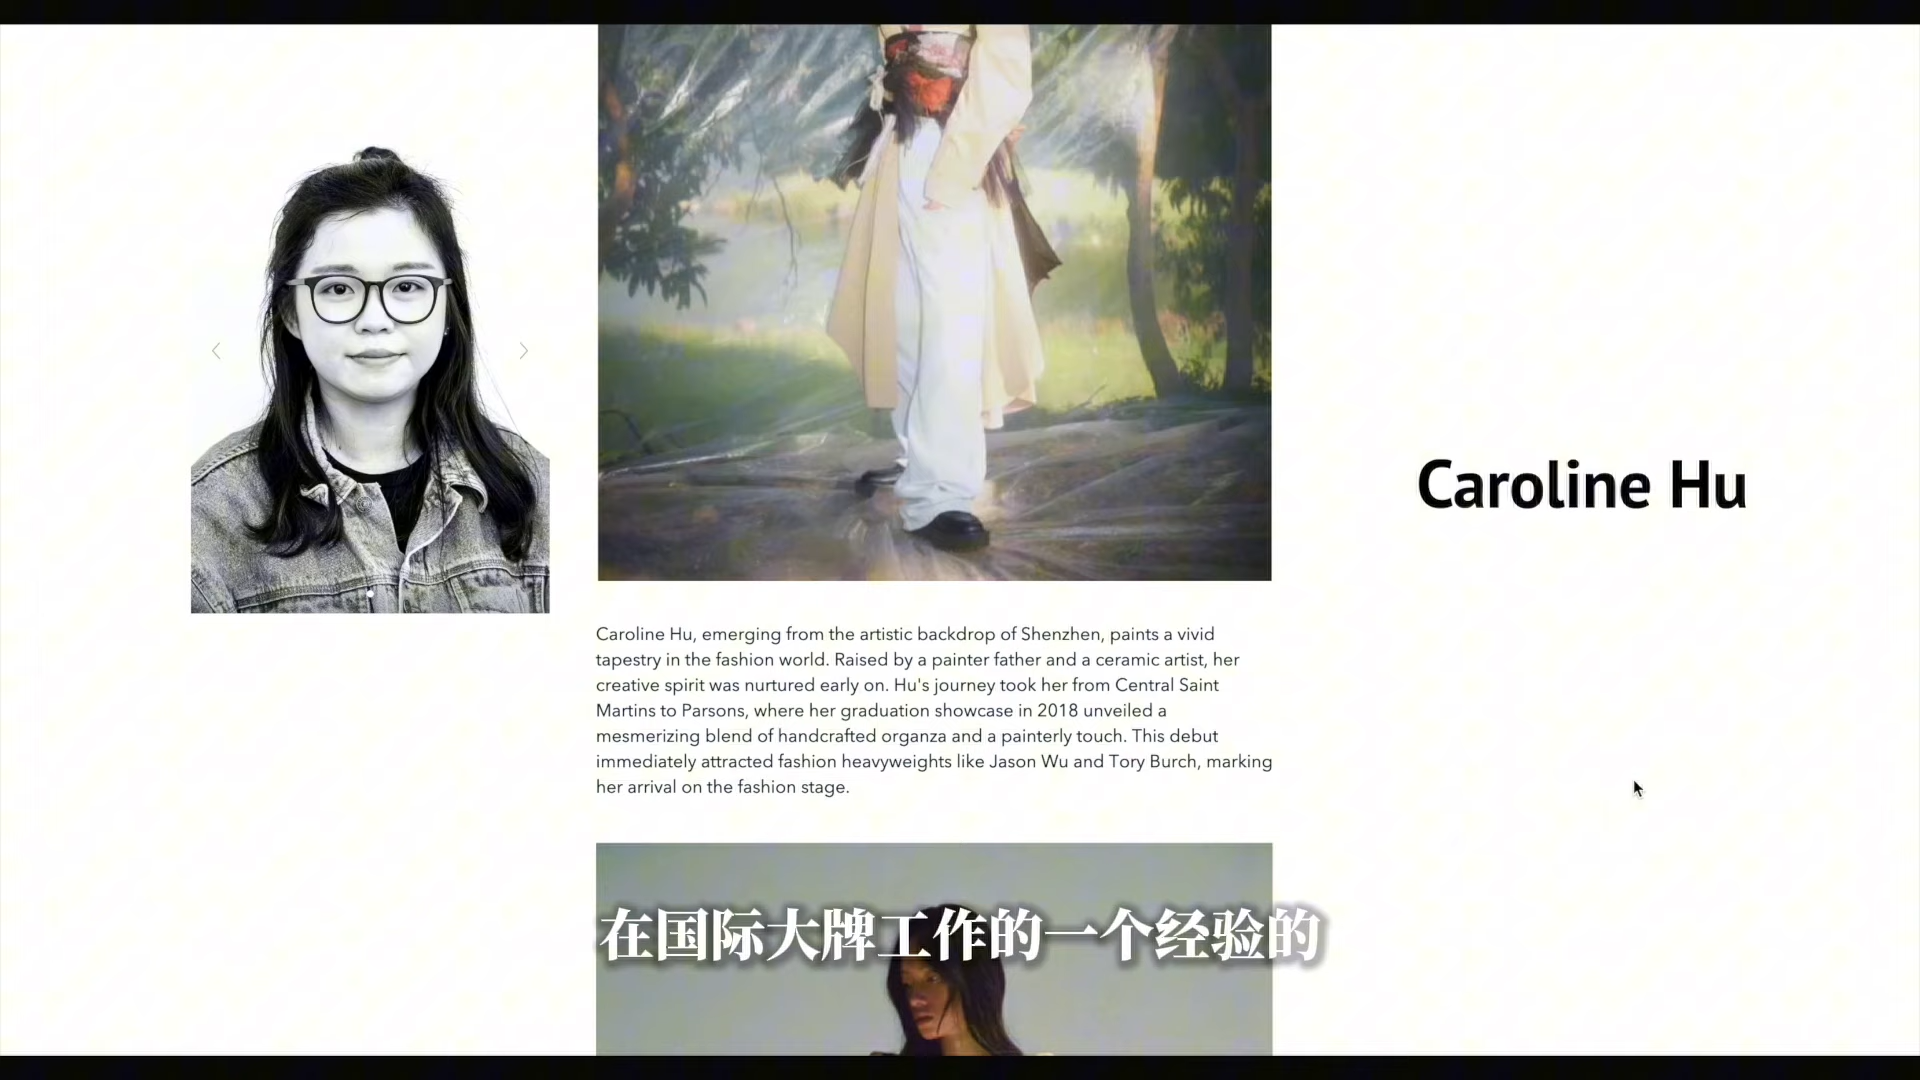 Caroline Hu
Caroline Hu, emerging from the artistic backdrop of Shenzhen, paints a vivid
tapestry in the fashion world. Raised by a painter father and a ceramic artist, her
creative spirit was nurtured early on. Hu's journey took her from Central Saint
Martins to Parsons, where her graduation showcase in 2018 unveiled a
mesmerizing blend of handcrafted organza and a painterly touch. This debut
immediately attracted fashion heavyweights like Jason Wu and Tory Burch, marking
her arrival on the fashion stage.
在国际大牌工作的一个经验的